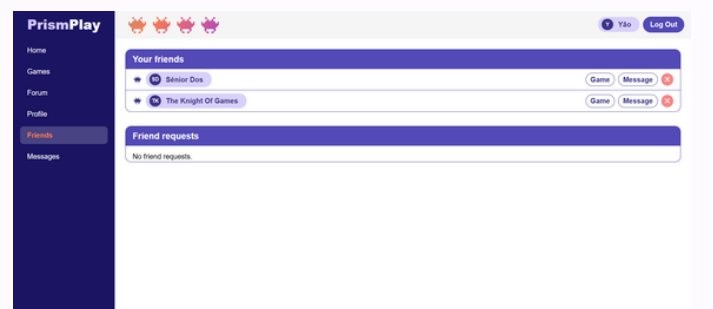 PrismPlay
Y Yāo Log Out
Home
Games
Forum
Profile
Friends
Messages
Your friends
SD Sénior Dos Game Message
TK The Knight Of Games Game Message
Friend requests
No friend requests.